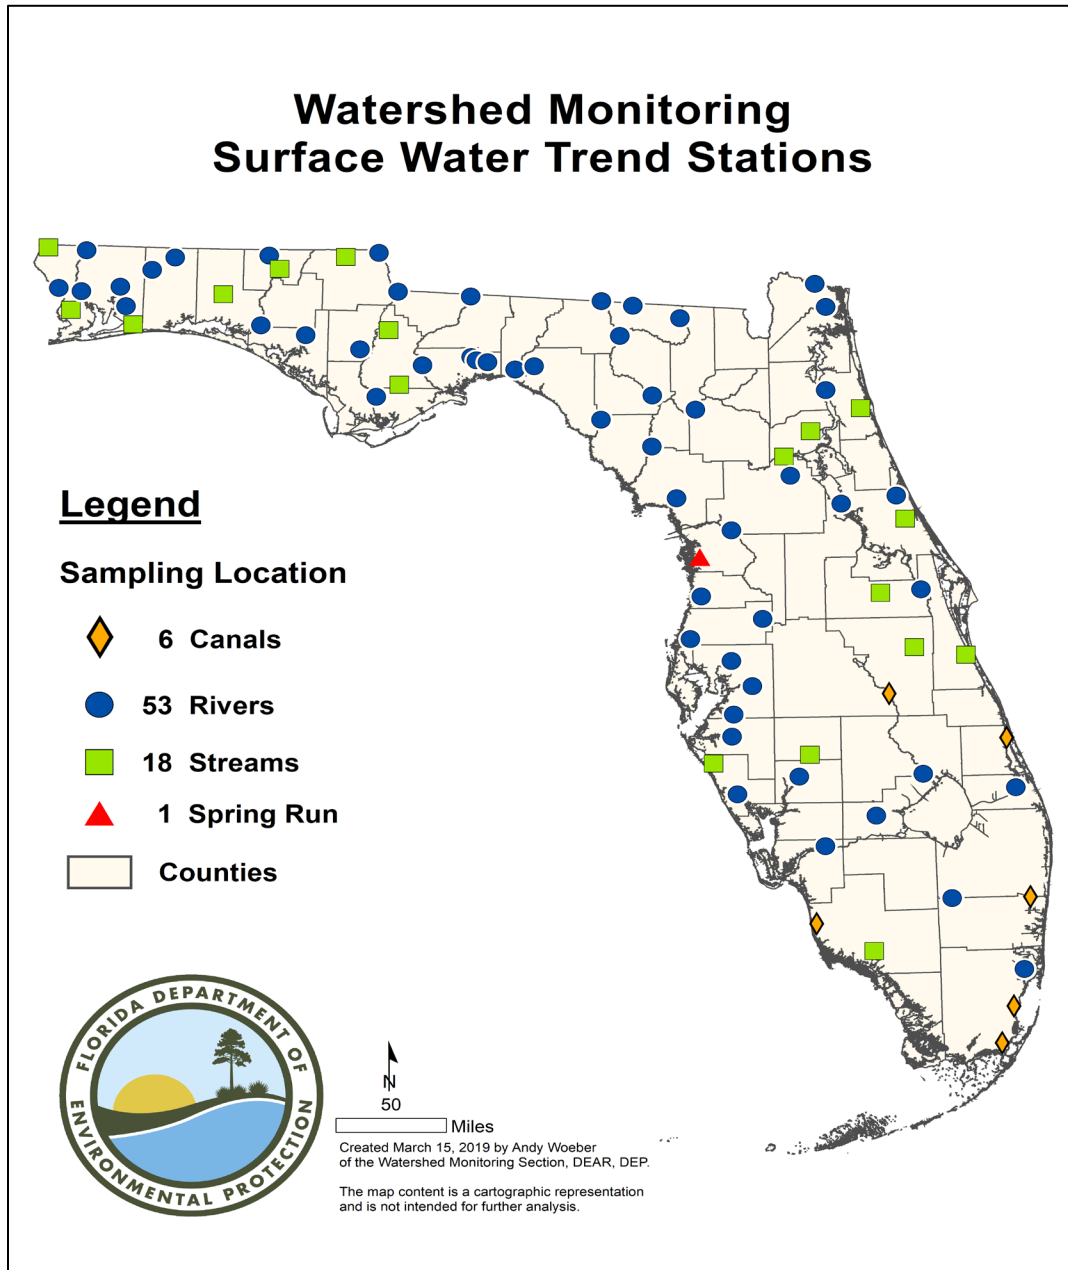 Watershed Monitoring
Surface Water Trend Stations
Legend
Sampling Location
6 Canals
53 Rivers
18 Streams
1 Spring Run
Counties
FLORIDA DEPARTMENT OF
ENVIRONMENTAL PROTECTION
N
50
Miles
Created March 15, 2019 by Andy Woeber
of the Watershed Monitoring Section, DEAR, DEP.
The map content is a cartographic representation
and is not intended for further analysis.